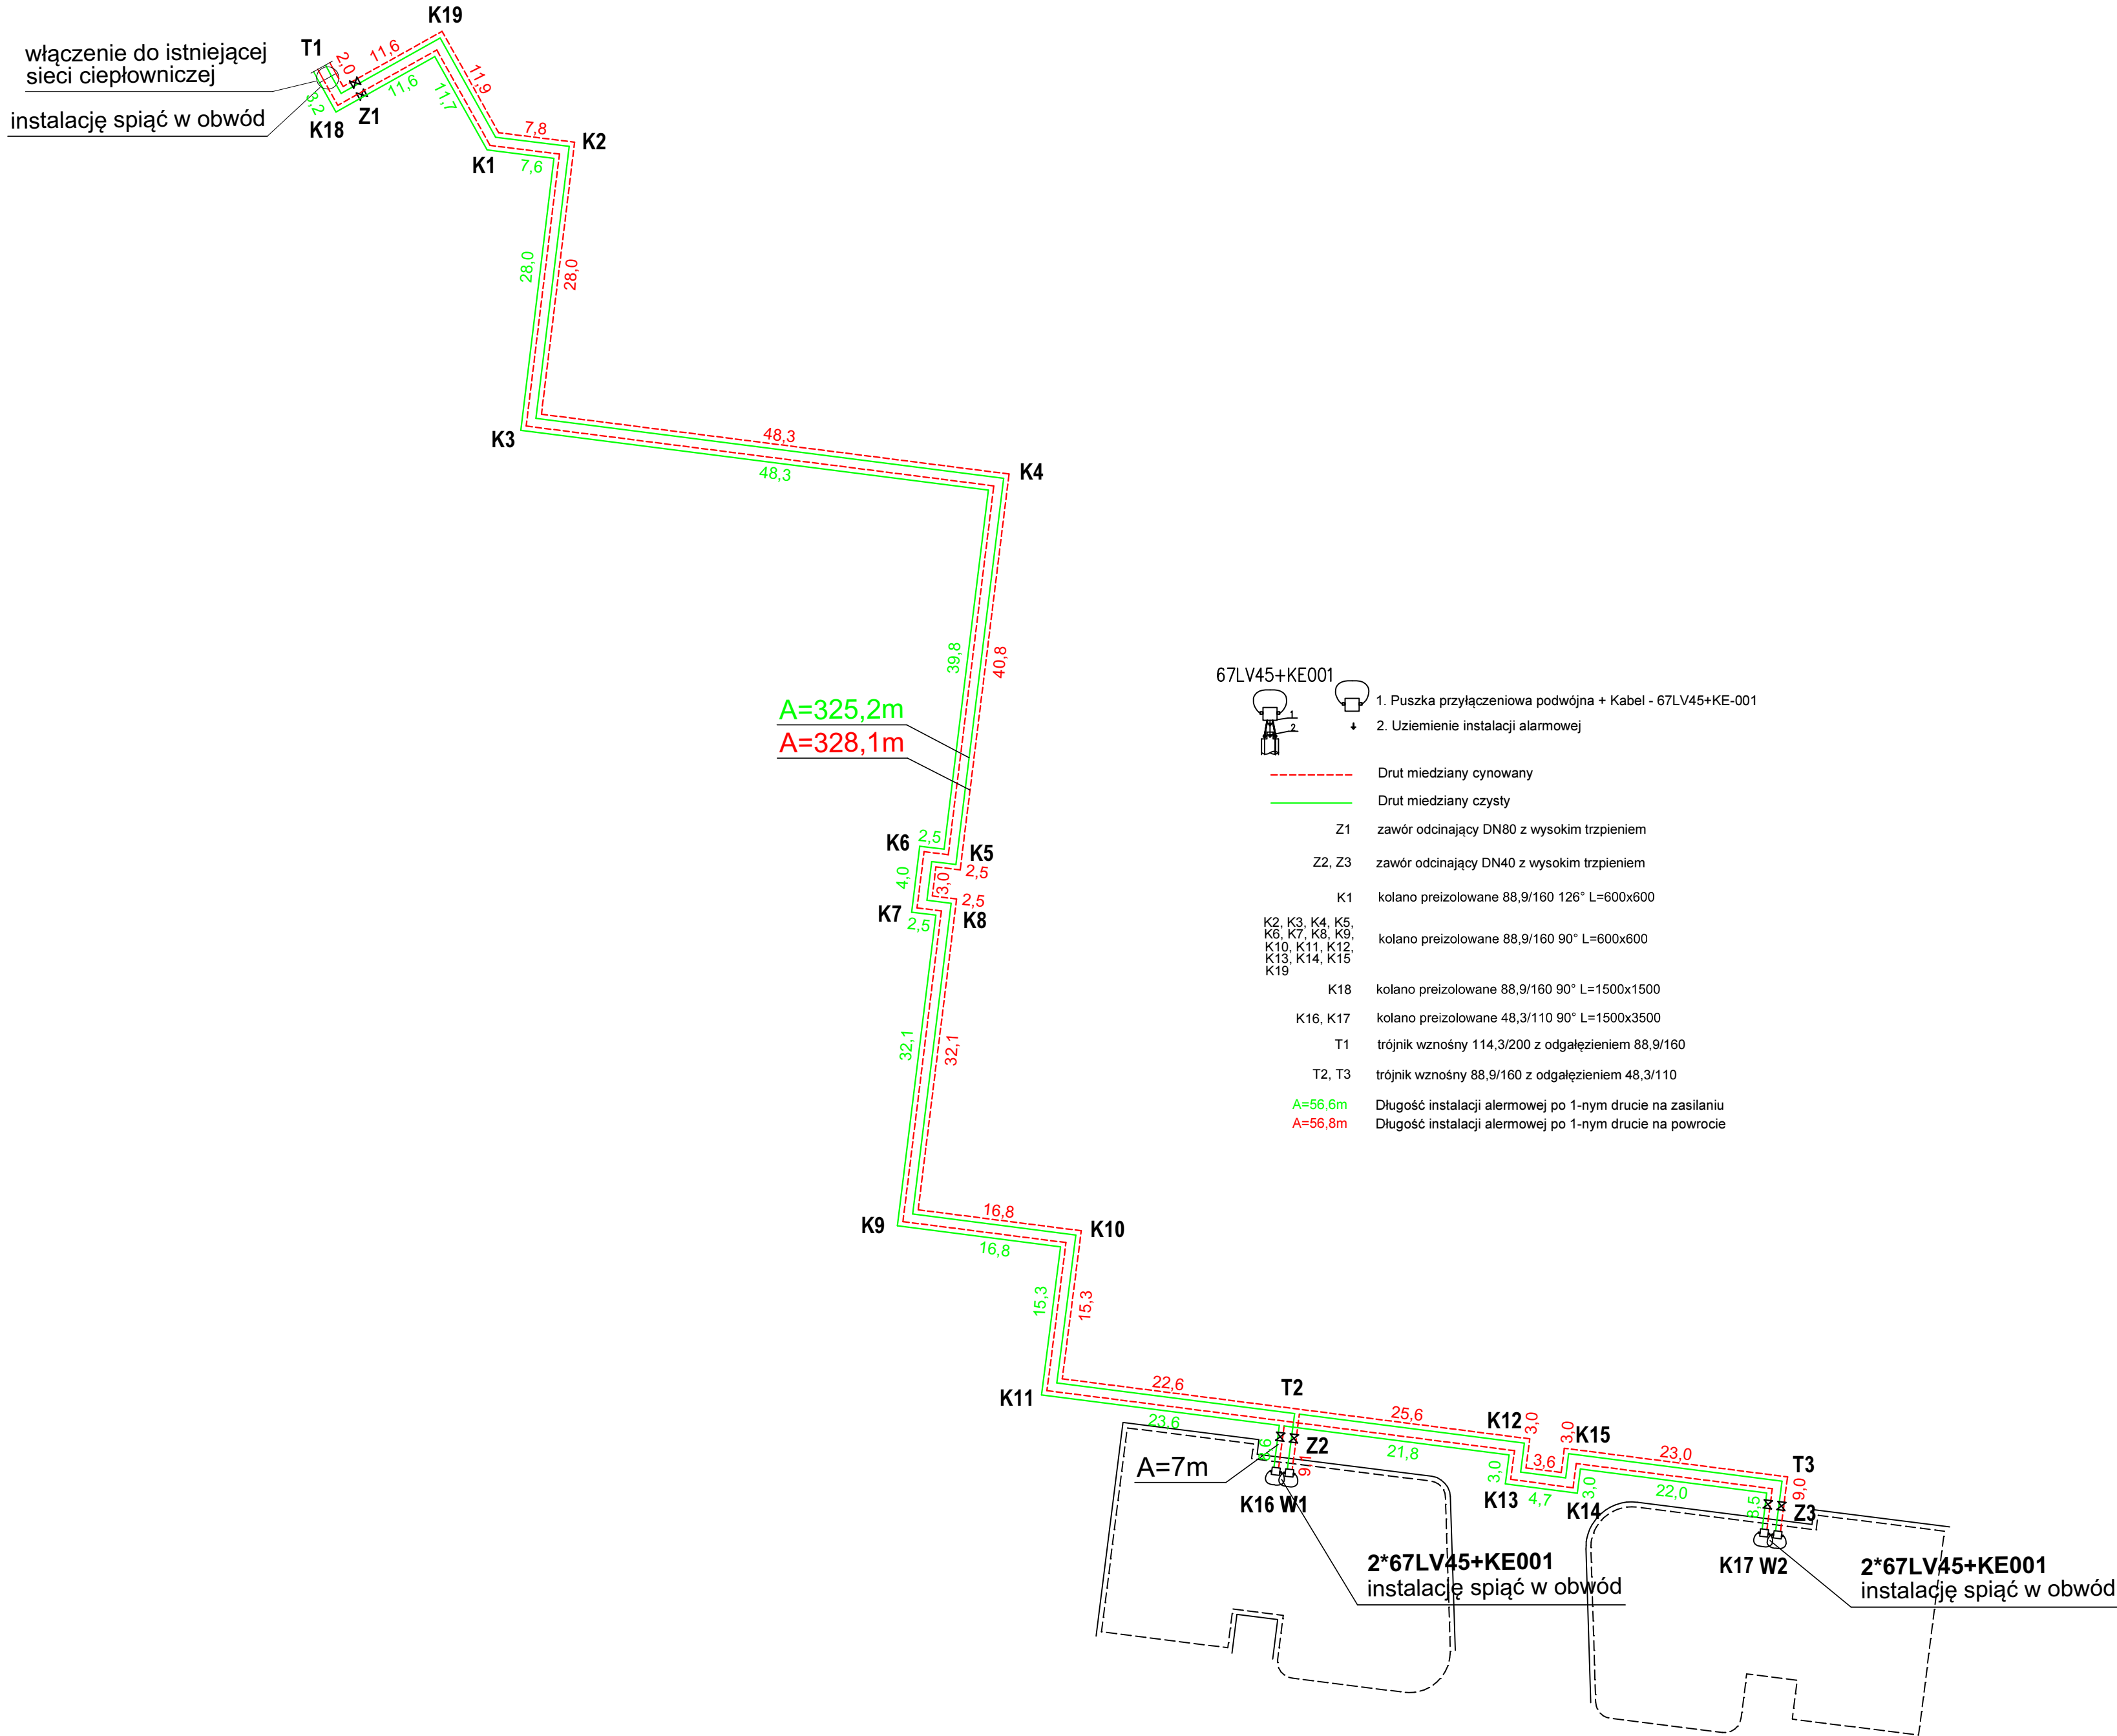 K19
włączenie do istniejącej
sieci ciepłowniczej
T1
2,0
11,6
11,9
3,2
11,6
11,7
instalację spiąć w obwód
K18
Z1
7,8
K2
K1
7,6
28,0
28,0
K3
48,3
48,3
K4
39,8
40,8
A=325,2m
A=328,1m
K6
2,5
K5
2,5
4,0
3,0
2,5
K7
2,5
K8
32,1
32,1
K9
16,8
16,8
K10
15,3
15,3
K11
22,6
23,6
T2
25,6
K12
3,0
3,0
K15
23,0
T3
Z2
9,1
21,8
3,0
3,6
K13
4,7
3,0
K14
22,0
8,5
9,0
Z3
A=7m
K16 W1
K17 W2
2*67LV45+KE001
instalację spiąć w obwód
2*67LV45+KE001
instalację spiąć w obwód
67LV45+KE001
1
2
1. Puszka przyłączeniowa podwójna + Kabel - 67LV45+KE-001
2. Uziemienie instalacji alarmowej
Drut miedziany cynowany
Drut miedziany czysty
Z1 zawór odcinający DN80 z wysokim trzpieniem
Z2, Z3 zawór odcinający DN40 z wysokim trzpieniem
K1 kolano preizolowane 88,9/160 126° L=600x600
K2, K3, K4, K5,
K6, K7, K8, K9,
K10, K11, K12,
K13, K14, K15
K19
kolano preizolowane 88,9/160 90° L=600x600
K18 kolano preizolowane 88,9/160 90° L=1500x1500
K16, K17 kolano preizolowane 48,3/110 90° L=1500x3500
T1 trójnik wznośny 114,3/200 z odgałęzieniem 88,9/160
T2, T3 trójnik wznośny 88,9/160 z odgałęzieniem 48,3/110
A=56,6m Długość instalacji alermowej po 1-nym drucie na zasilaniu
A=56,8m Długość instalacji alermowej po 1-nym drucie na powrocie